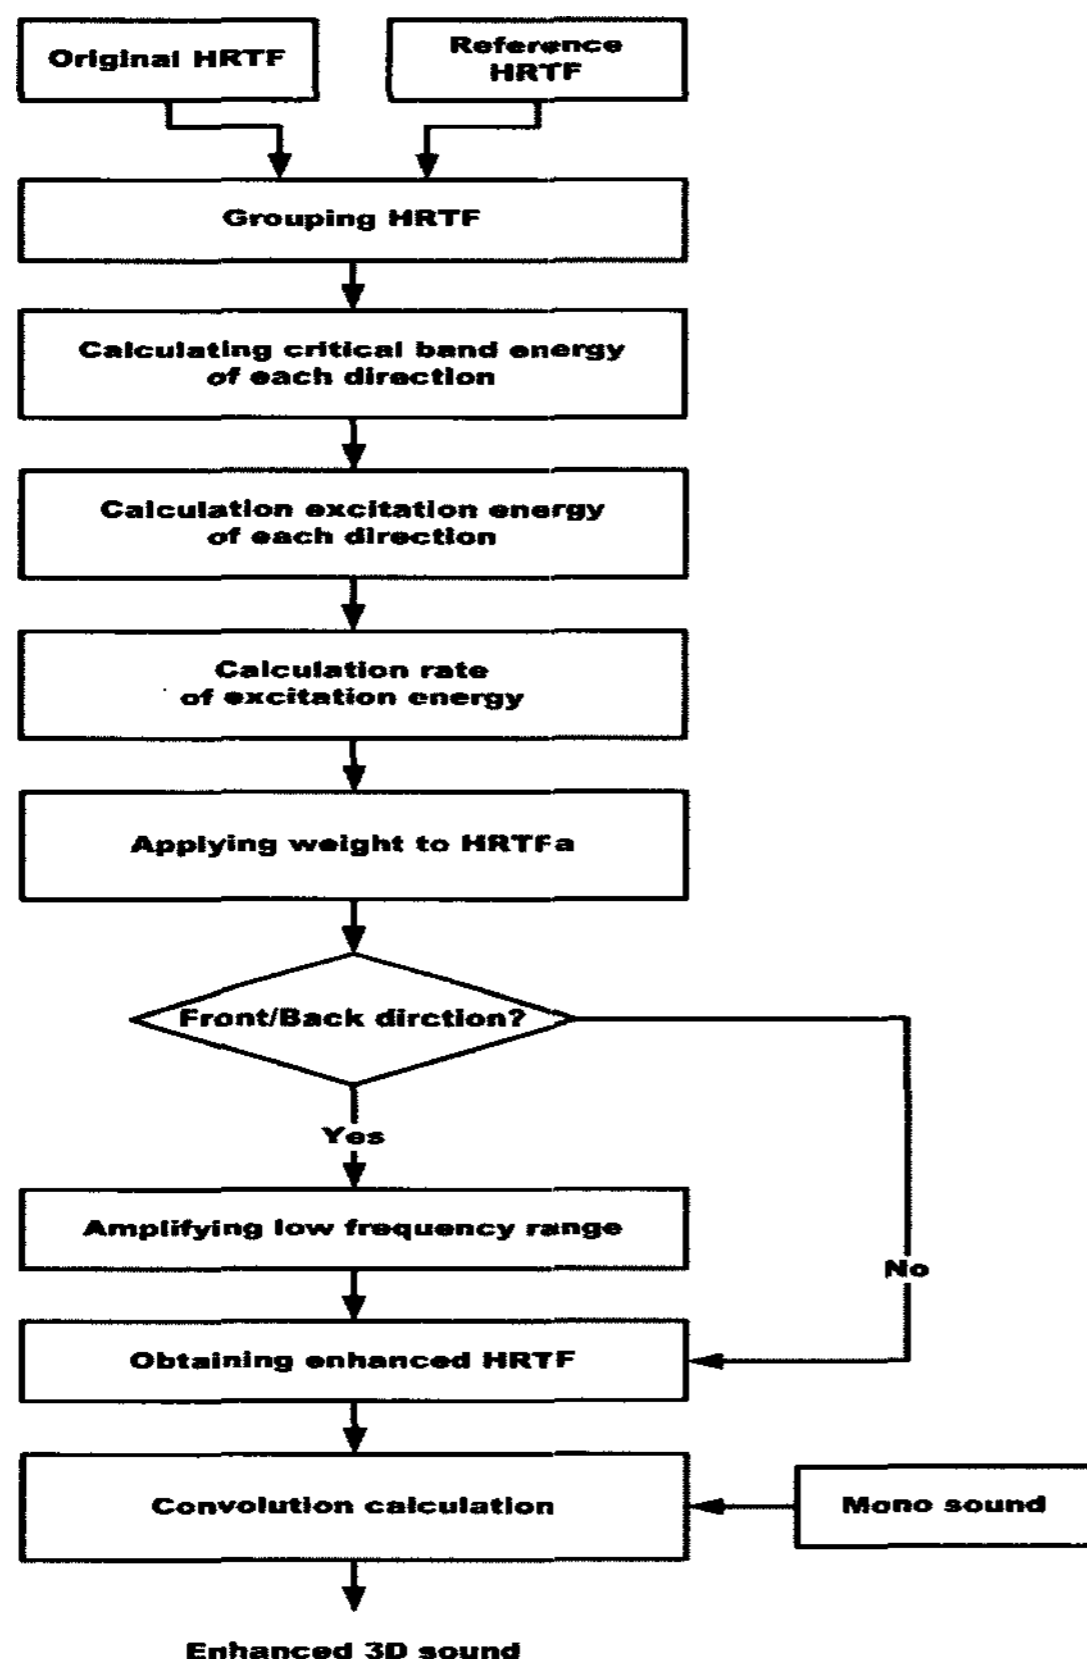 Original HRTF
Reference
HRTF
Grouping HRTF
Calculating critical band energy
of each direction
Calculation excitation energy
of each direction
Calculation rate
of excitation energy
Applying weight to HRTFa
Front/Back dirction?
Yes
Amplifying low frequency range
No
Obtaining enhanced HRTF
Convolution calculation
Mono sound
Enhanced 3D sound